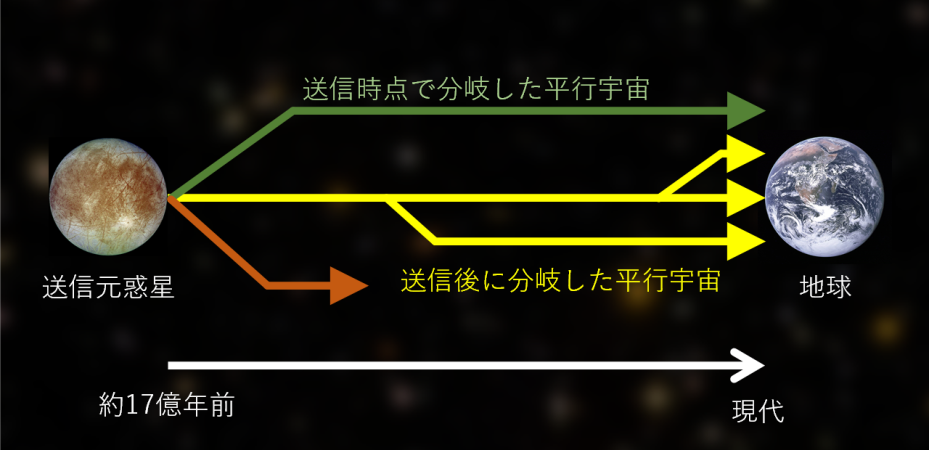 送信時点で分岐した平行宇宙
送信元惑星
送信後に分岐した平行宇宙
地球
約17億年前
現代